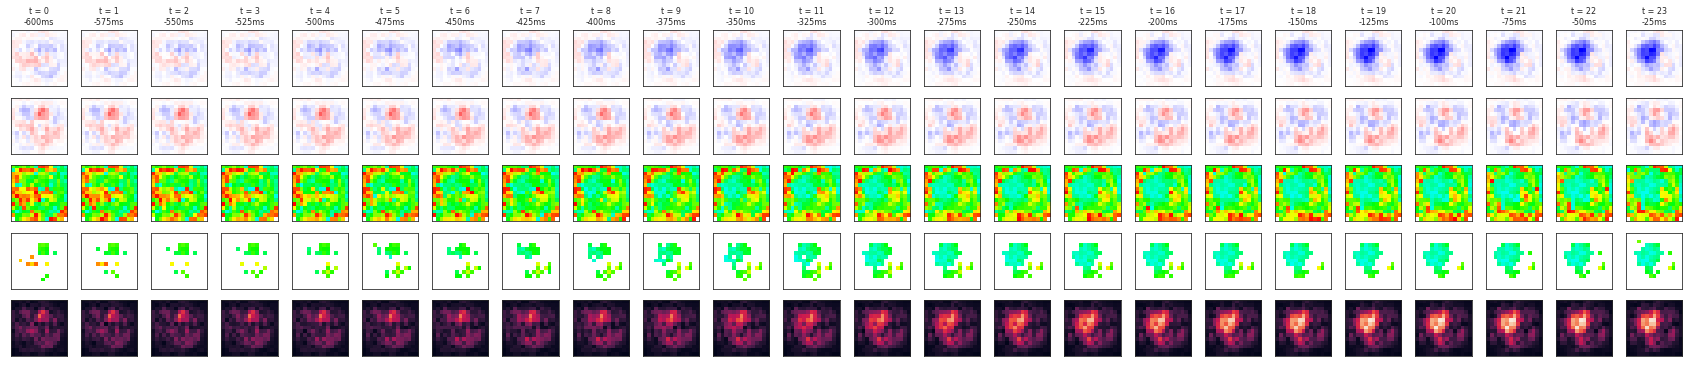 t = 0 t = 1 t = 2 t = 3 t = 4 t = 5 t = 6 t = 7 t = 8 t = 9 t = 10 t = 11 t = 12 t = 13 t = 14 t = 15 t = 16 t = 17 t = 18 t = 19 t = 20 t = 21 t = 22 t = 23
-600ms -575ms -550ms -525ms -500ms -475ms -450ms -425ms -400ms -375ms -350ms -325ms -300ms -275ms -250ms -225ms -200ms -175ms -150ms -125ms -100ms -75ms -50ms -25ms